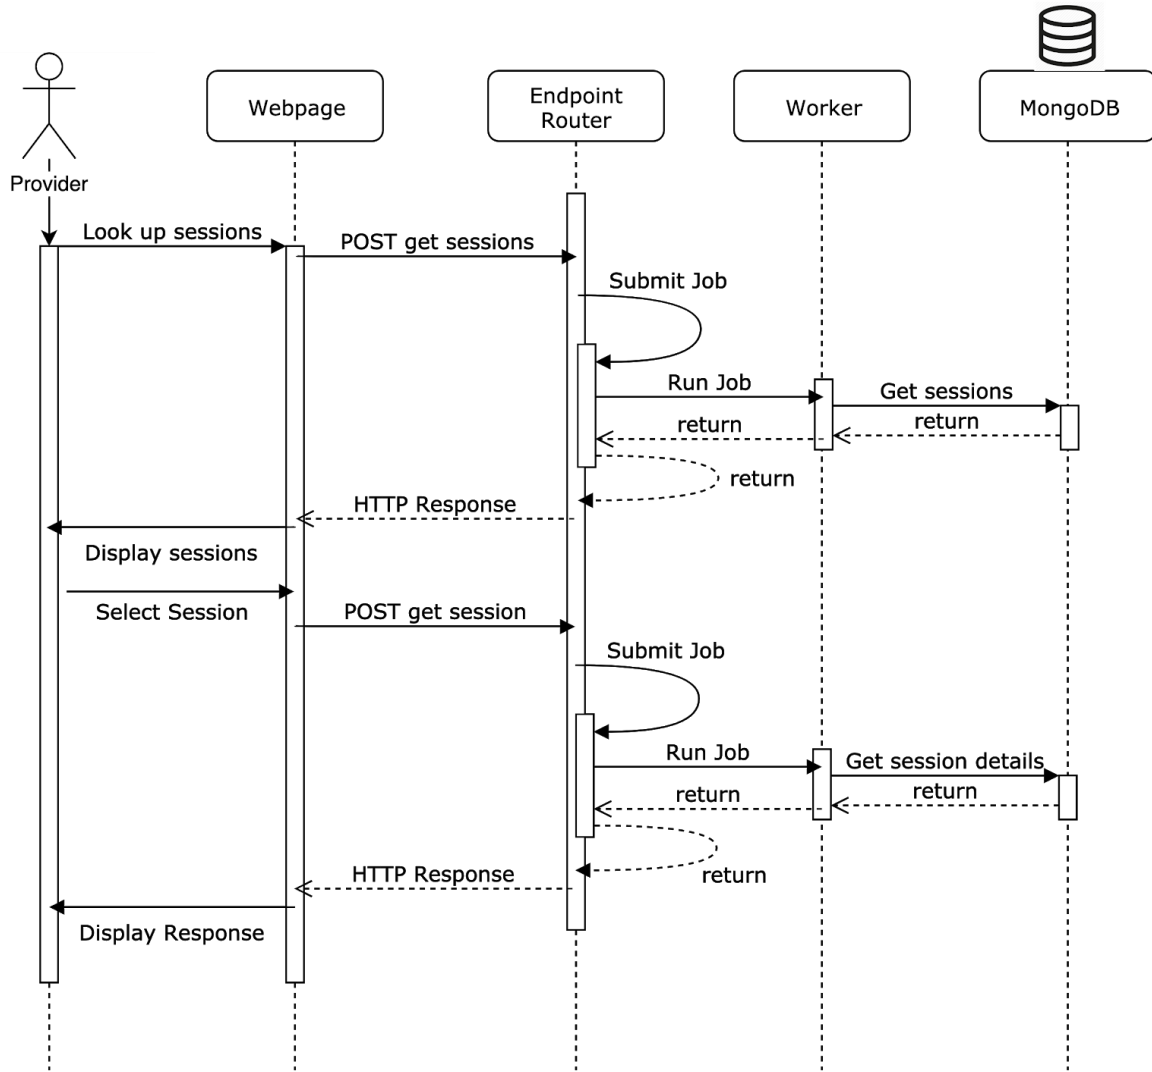 Webpage
Endpoint
Router
Worker
MongoDB
Provider
Look up sessions
POST get sessions
Submit Job
Run Job
Get sessions
return
return
return
HTTP Response
Display sessions
Select Session
POST get session
Submit Job
Run Job
Get session details
return
return
return
HTTP Response
Display Response